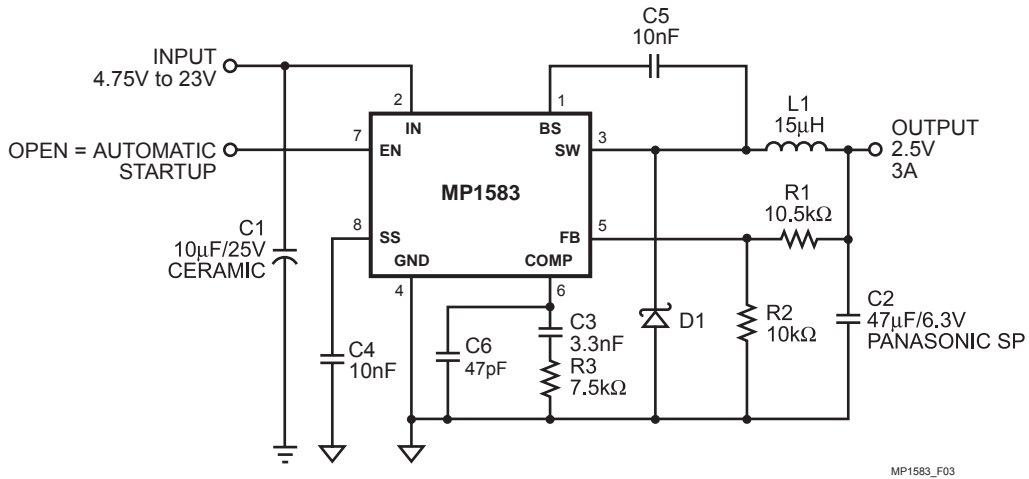 C5
10nF
INPUT
4.75V to 23V
2
1
L1
15μH
IN
BS
OUTPUT
2.5V
3A
7
EN
SW
3
OPEN = AUTOMATIC
STARTUP
MP1583
R1
10.5kΩ
8
SS
FB
5
C1
10μF/25V
CERAMIC
GND
COMP
4
6
C2
47μF/6.3V
PANASONIC SP
D1
R2
10kΩ
C3
3.3nF
C4
10nF
C6
47pF
R3
7.5kΩ
MP1583_F03